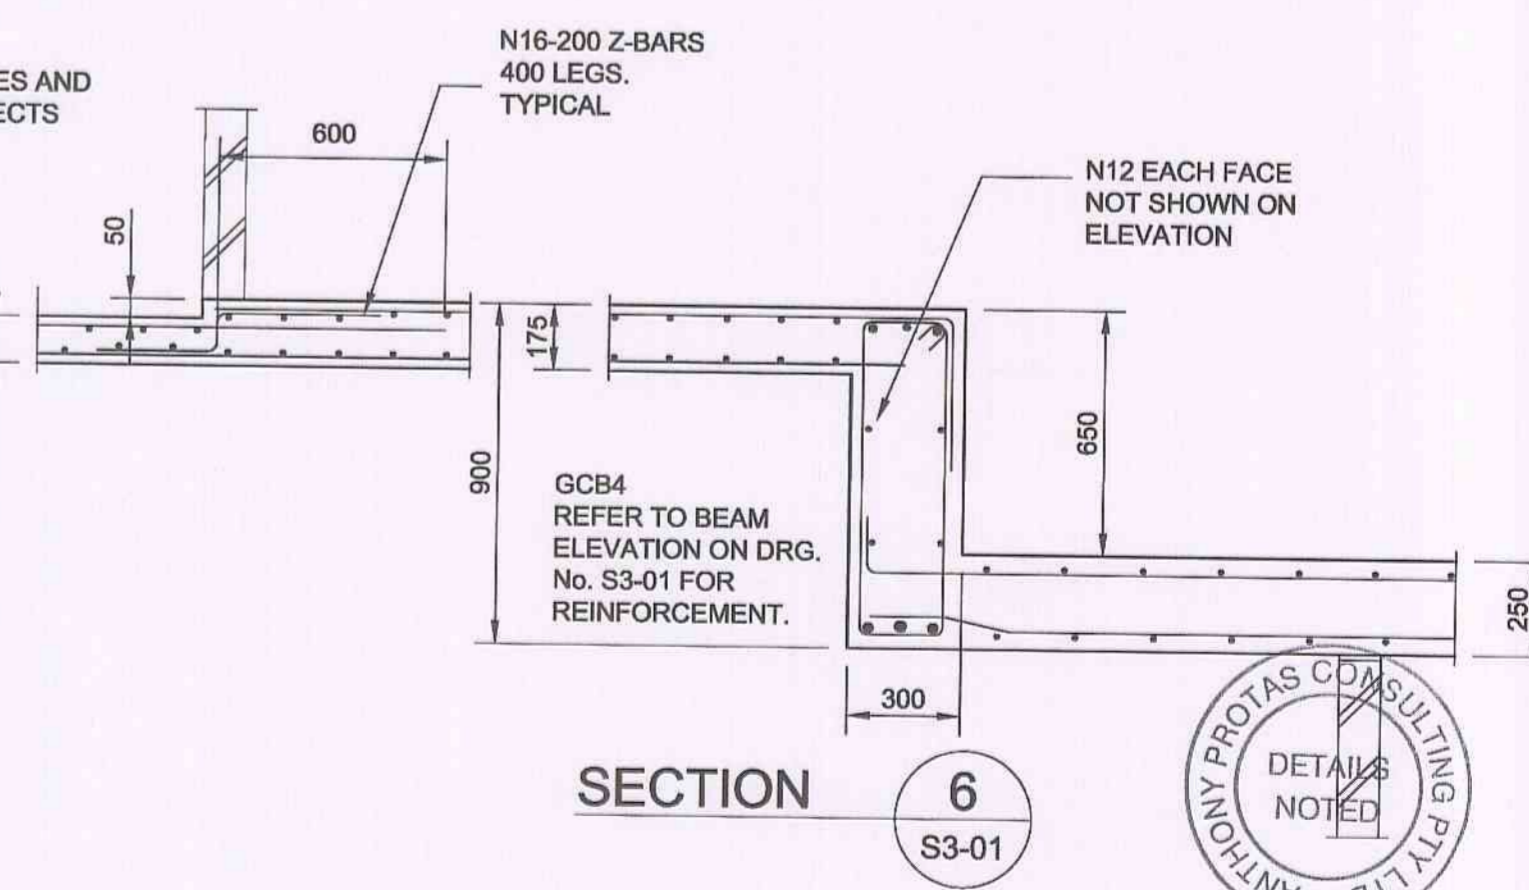 ES AND
ECTS
N16-200 Z-BARS
400 LEGS.
TYPICAL
600
50
N12 EACH FACE
NOT SHOWN ON
ELEVATION
175
900
650
GCB4
REFER TO BEAM
ELEVATION ON DRG.
No. S3-01 FOR
REINFORCEMENT.
250
300
SECTION
6
S3-01
ANTHONY PROTAS CONSULTING PTY LT
DETAILS
NOTED